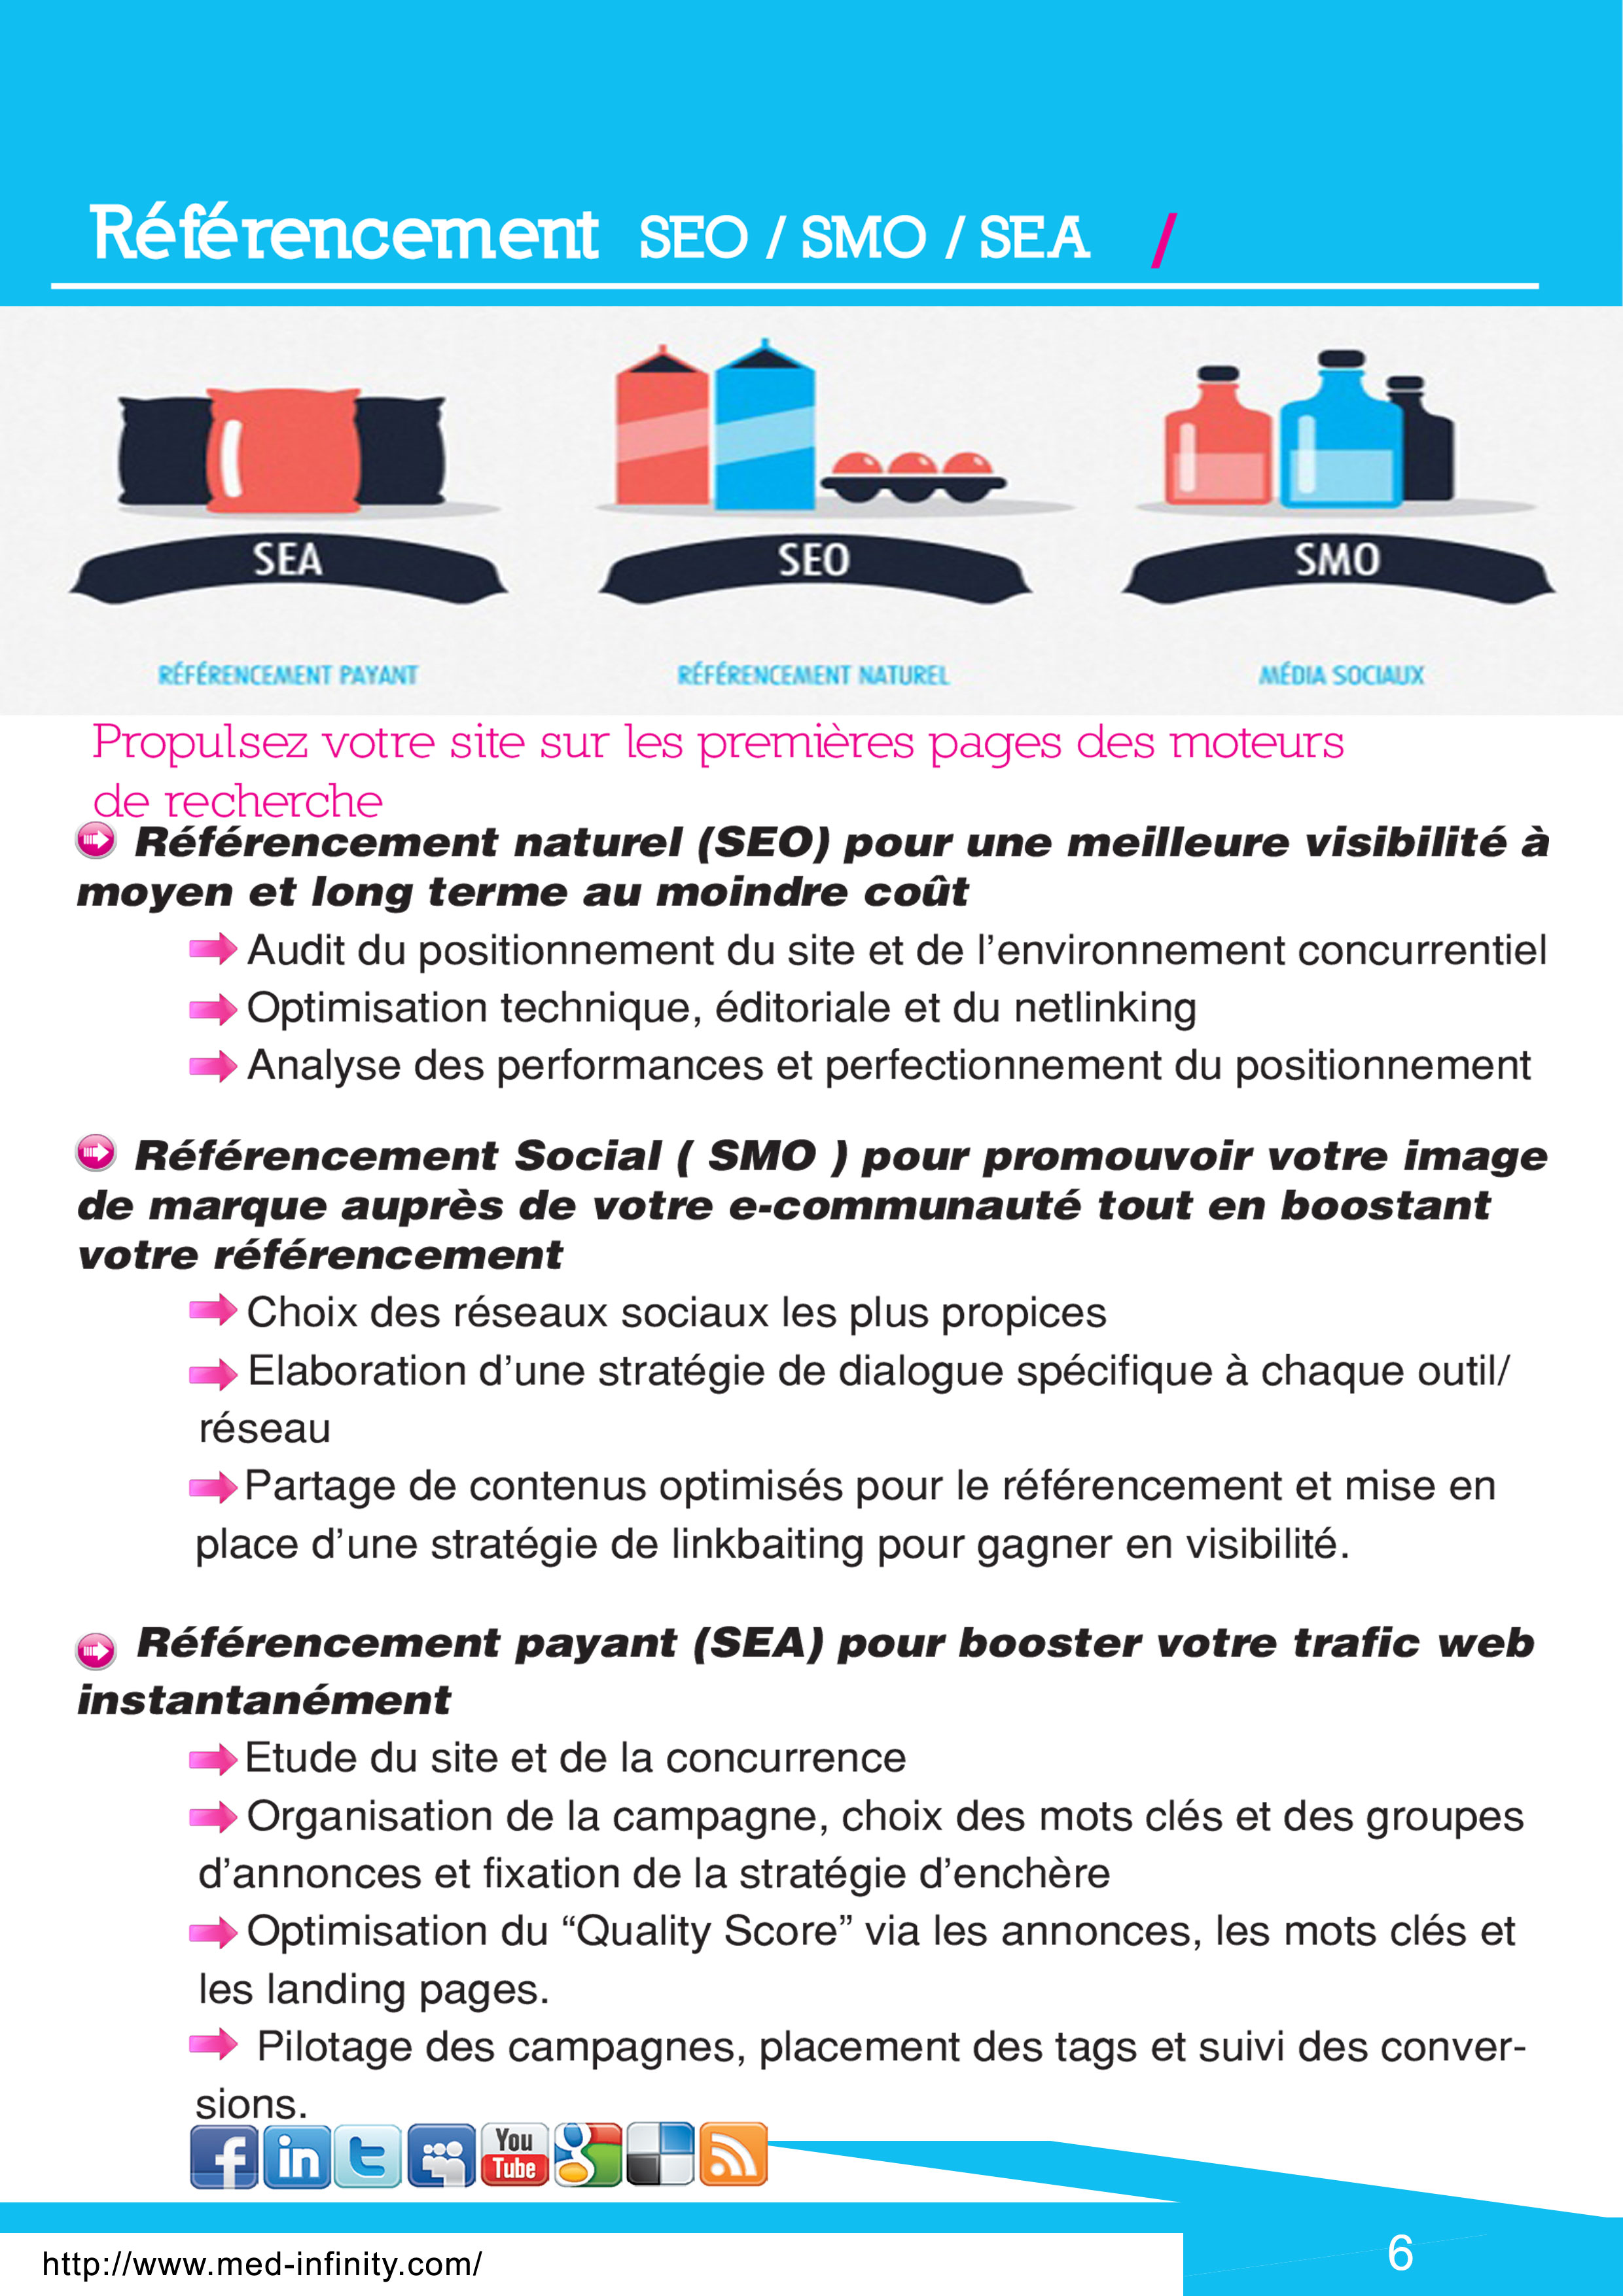 Référencement SEO / SMO / SEA /
SEA
SEO
SMO
RÉFÉRENCEMENT PAYANT
RÉFÉRENCEMENT NATUREL
MÉDIA SOCIAUX
Propulsez votre site sur les premières pages des moteurs
de recherche
Référencement naturel (SEO) pour une meilleure visibilité à
moyen et long terme au moindre coût
Audit du positionnement du site et de l’environnement concurrentiel
Optimisation technique, éditoriale et du netlinking
Analyse des performances et perfectionnement du positionnement
Référencement Social ( SMO ) pour promouvoir votre image
de marque auprès de votre e-communauté tout en boostant
votre référencement
Choix des réseaux sociaux les plus propices
Elaboration d’une stratégie de dialogue spécifique à chaque outil/
réseau
Partage de contenus optimisés pour le référencement et mise en
place d’une stratégie de linkbaiting pour gagner en visibilité.
Référencement payant (SEA) pour booster votre trafic web
instantanément
Etude du site et de la concurrence
Organisation de la campagne, choix des mots clés et des groupes
d’annonces et fixation de la stratégie d’enchère
Optimisation du “Quality Score” via les annonces, les mots clés et
les landing pages.
Pilotage des campagnes, placement des tags et suivi des conver-
sions.
f in t You Tube g
http://www.med-infinity.com/
6